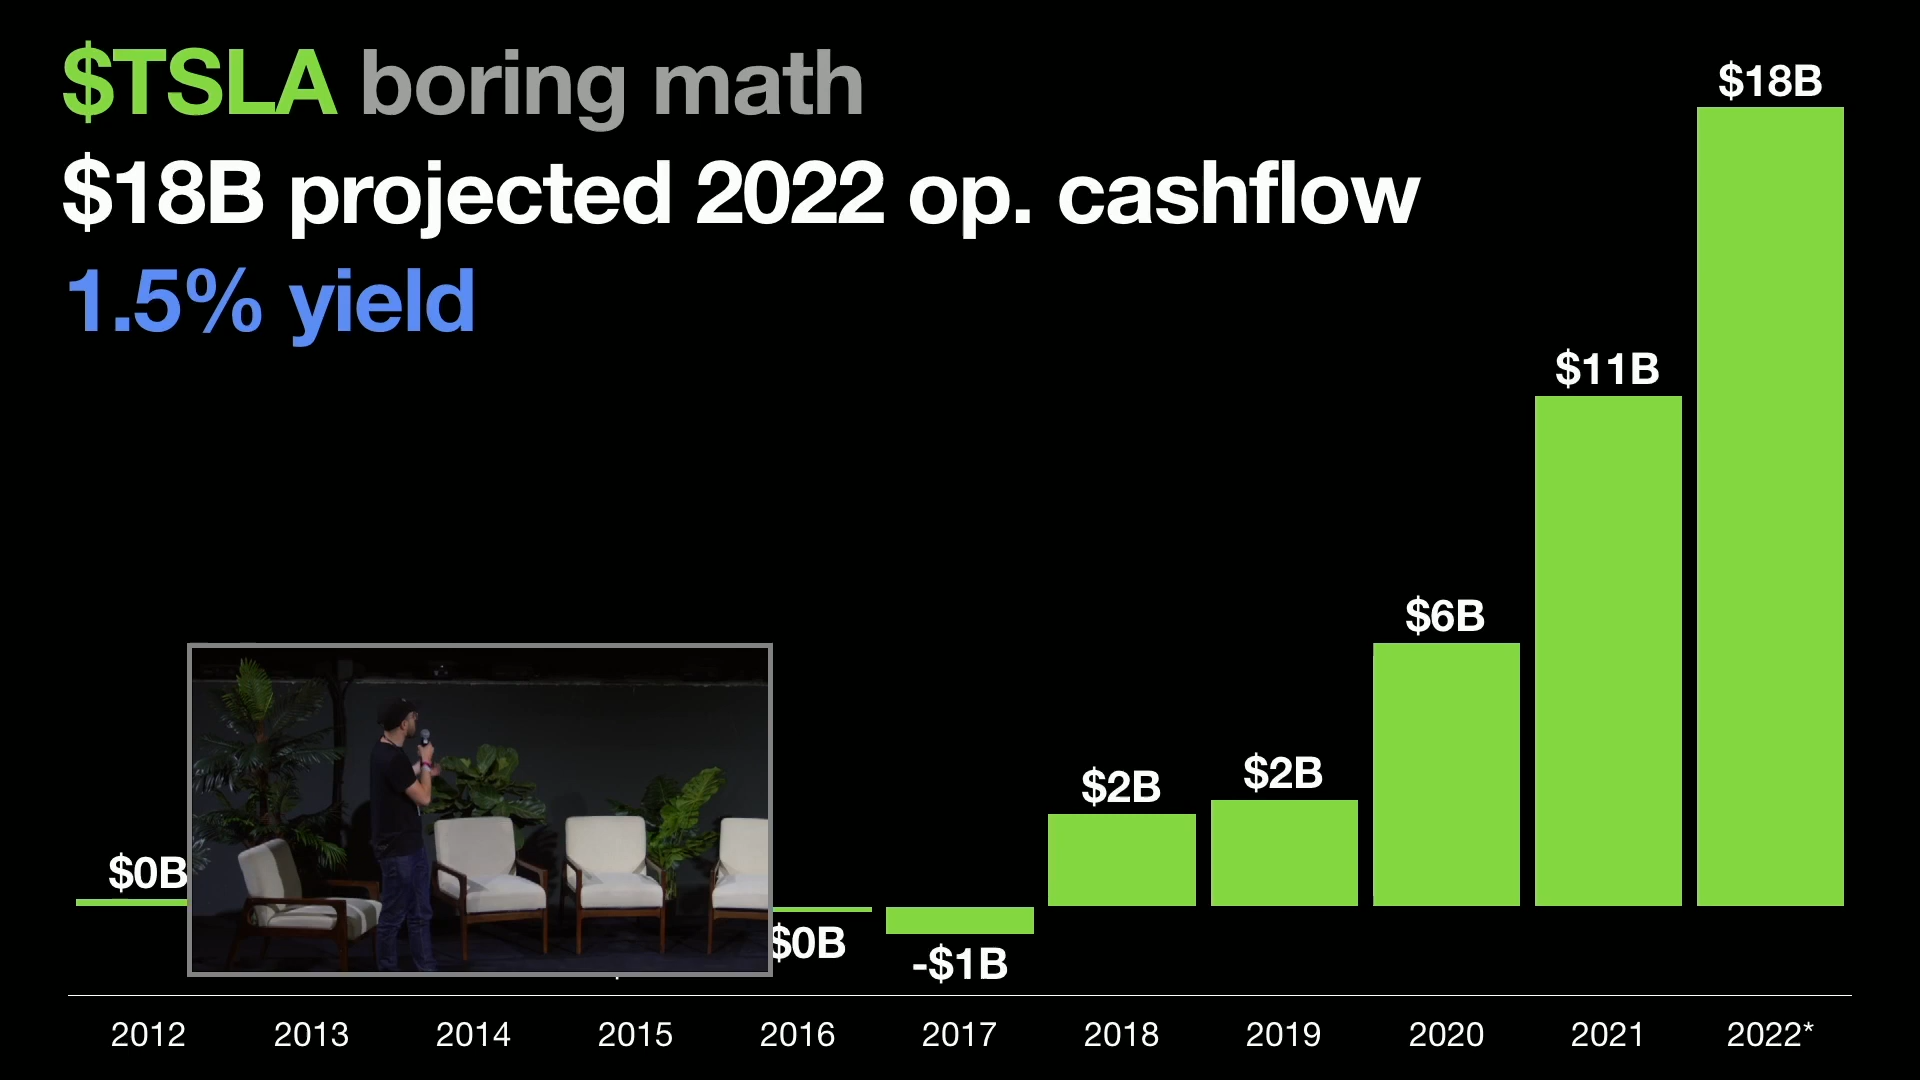 $TSLA boring math
$18B projected 2022 op. cashflow
1.5% yield
$18B
$11B
$6B
$2B
$2B
$0B
$0B
-$1B
2012 2013 2014 2015 2016 2017 2018 2019 2020 2021 2022*